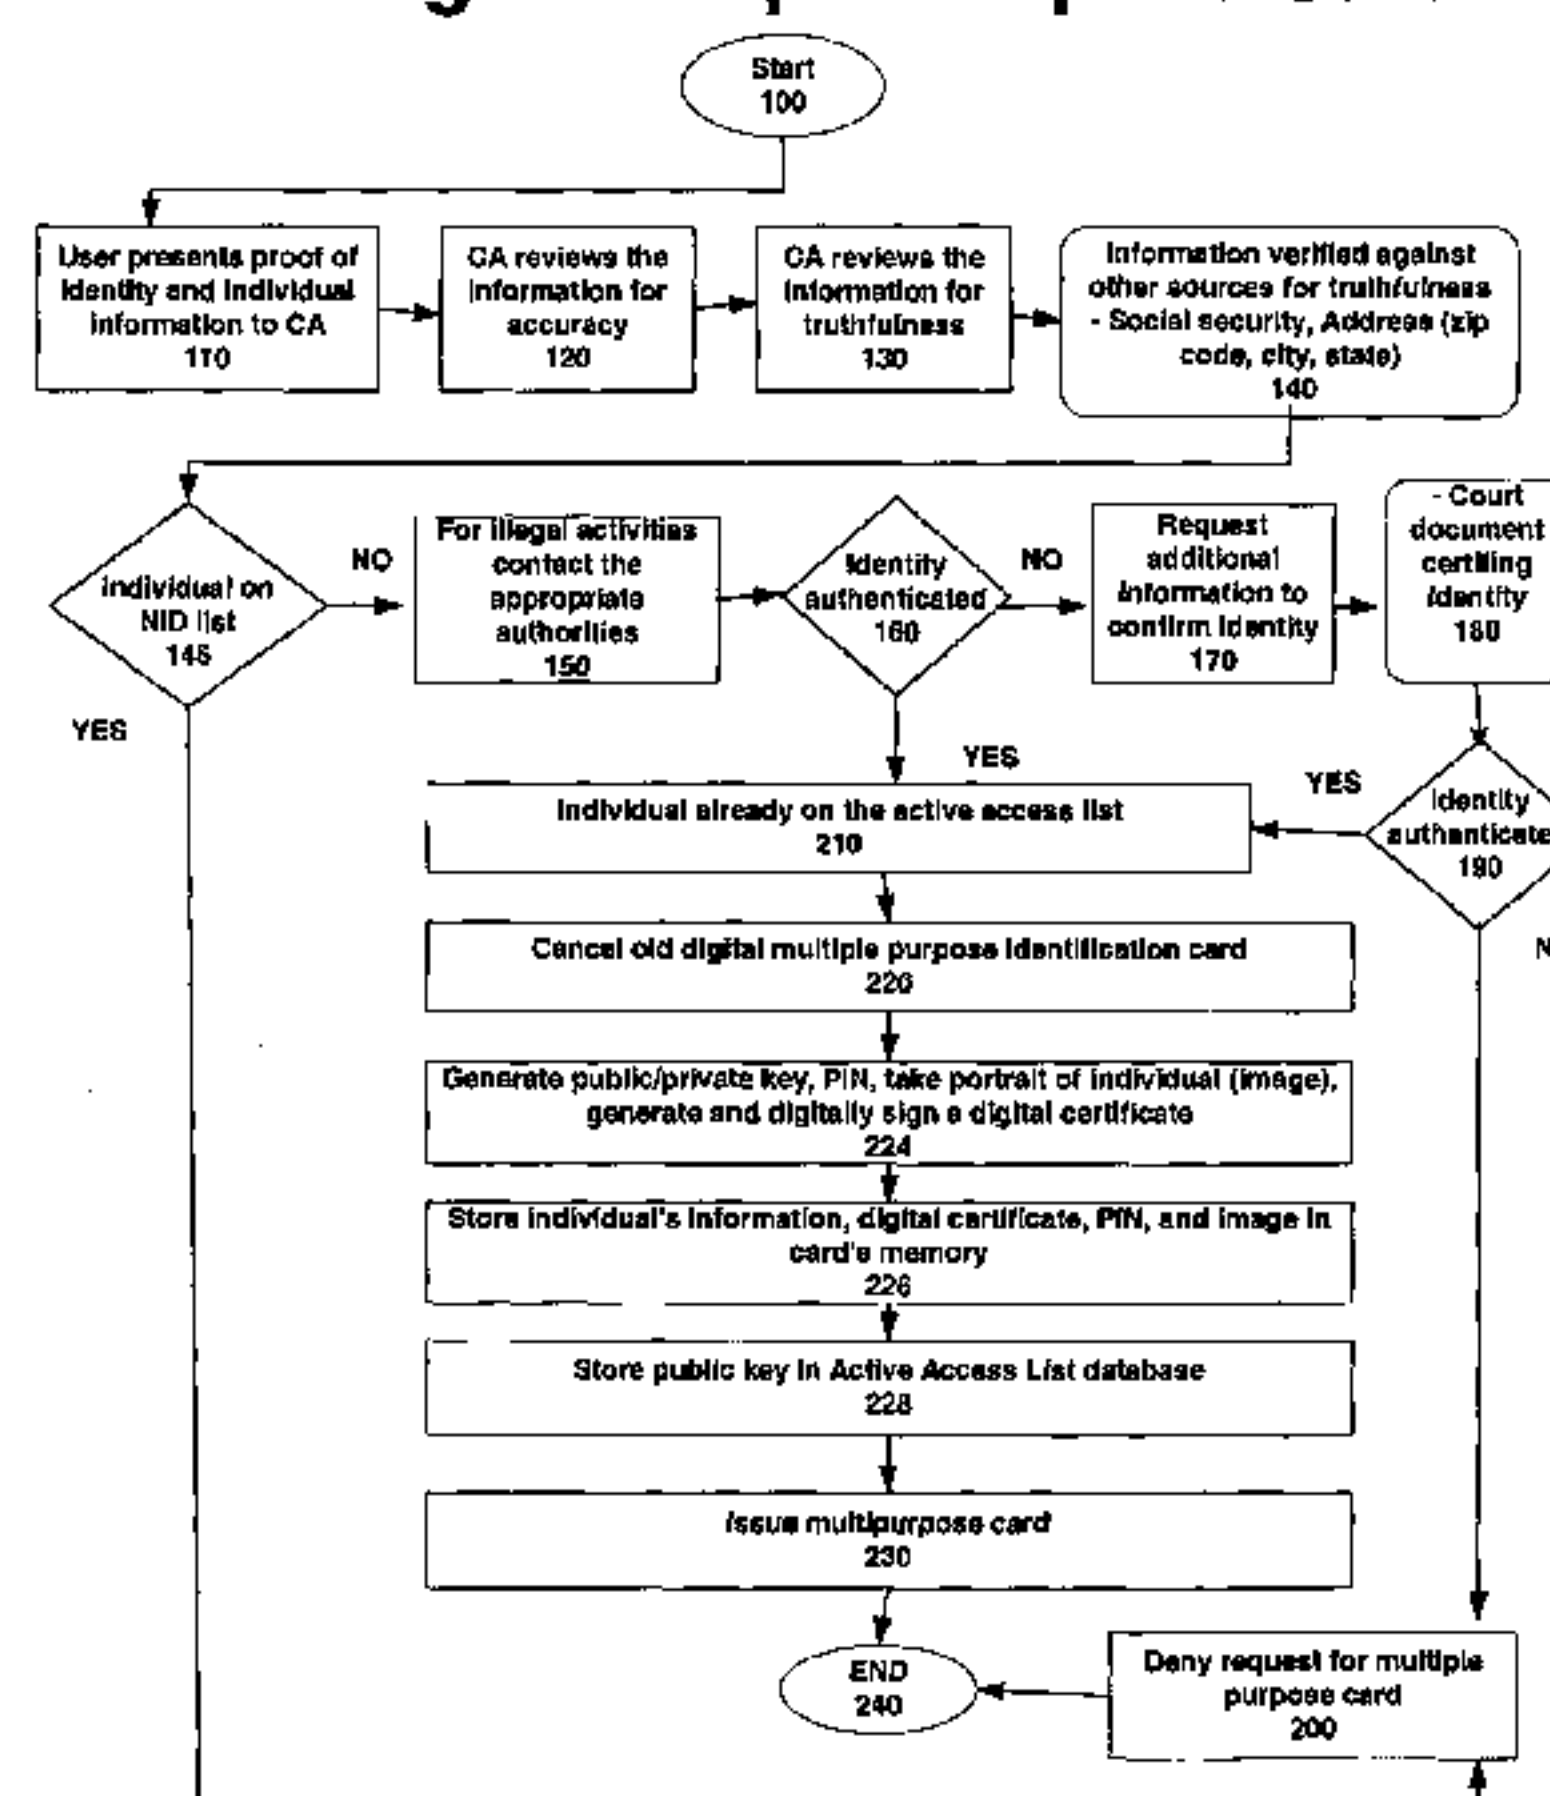 Start
100
User presents proof of
identity and individual
information to CA
110
CA reviews the
information for
accuracy
120
CA reviews the
information for
truthfulness
130
Information verified against
other sources for truthfulness
- Social security, Address (zip
code, city, state)
140
individual on
NID list
145
NO
For illegal activities
contact the
appropriate
authorities
150
Identity
authenticated
160
NO
Request
additional
information to
confirm identity
170
- Court
document
certifiing
identity
180
YES
YES
YES
Identity
authenticate
190
N
Individual already on the active access list
210
Cancel old digital multiple purpose identification card
220
Generate public/private key, PIN, take portrait of individual (image),
generate and digitally sign a digital certificate
224
Store individual's information, digital certificate, PIN, and image in
card's memory
226
Store public key in Active Access List database
228
Issue multipurpose card
230
END
240
Deny request for multiple
purpose card
200